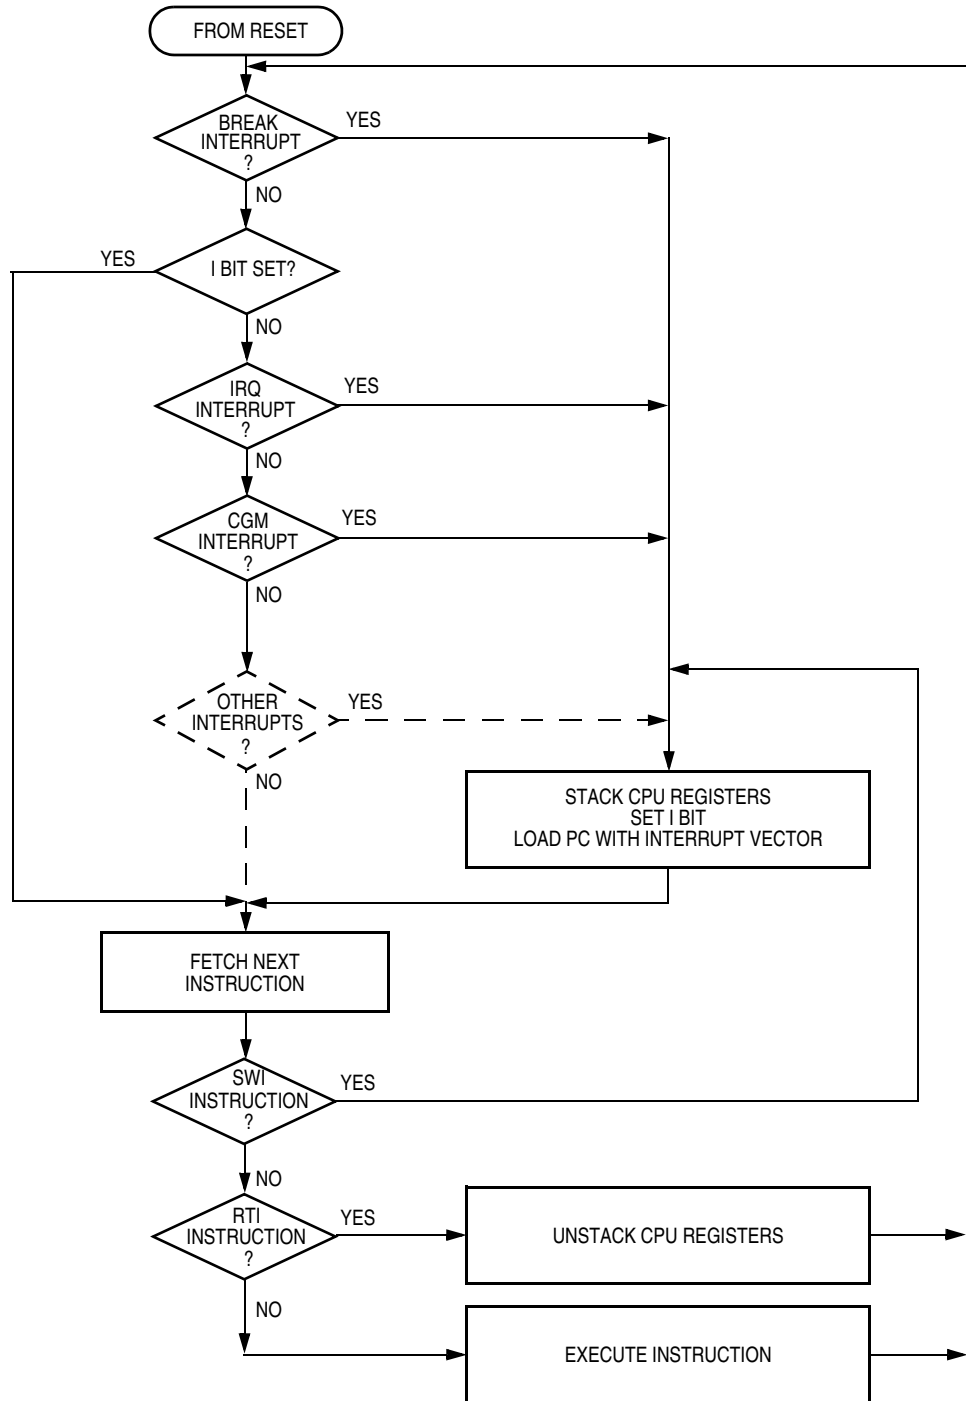 FROM RESET
BREAK
INTERRUPT
?
YES
NO
YES
I BIT SET?
NO
IRQ
INTERRUPT
?
YES
NO
CGM
INTERRUPT
?
YES
NO
OTHER
INTERRUPTS
?
YES
NO
STACK CPU REGISTERS
SET I BIT
LOAD PC WITH INTERRUPT VECTOR
FETCH NEXT
INSTRUCTION
SWI
INSTRUCTION
?
YES
NO
RTI
INSTRUCTION
?
YES
UNSTACK CPU REGISTERS
NO
EXECUTE INSTRUCTION